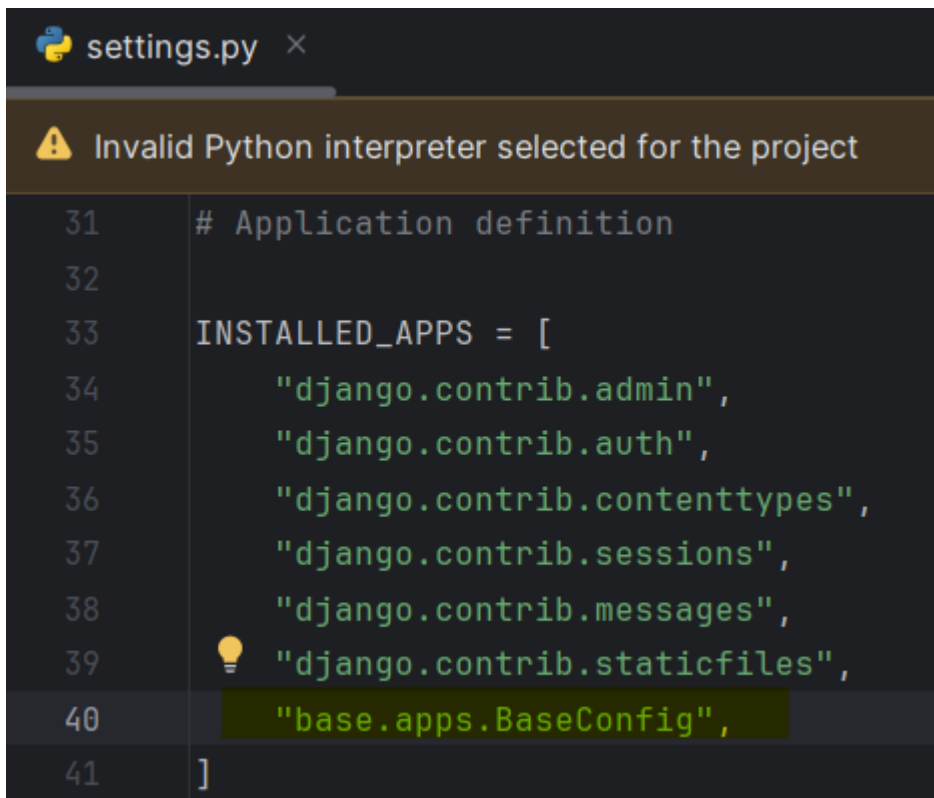 settings.py ×
Invalid Python interpreter selected for the project
31 # Application definition
32
33 INSTALLED_APPS = [
34 "django.contrib.admin",
35 "django.contrib.auth",
36 "django.contrib.contenttypes",
37 "django.contrib.sessions",
38 "django.contrib.messages",
39 "django.contrib.staticfiles",
40 "base.apps.BaseConfig",
41 ]